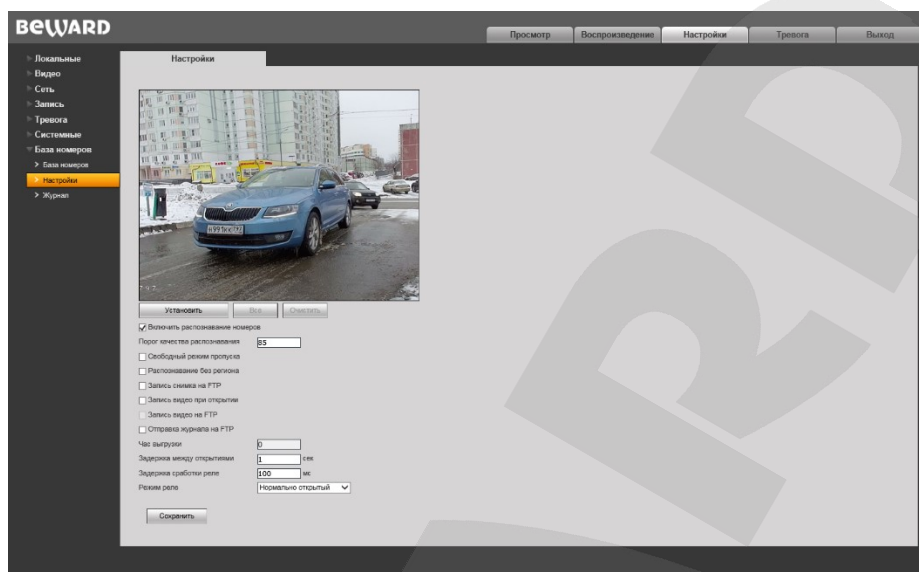 BEWARD
Просмотр
Воспроизведение
Настройки
Тревога
Выход
Локальные
Видео
Сеть
Запись
Тревога
Системные
База номеров
База номеров
Настройки
Журнал
Настройки
Установить
Все
Очистить
Включить распознавание номеров
Порог качества распознавания 85
Свободный режим пропуска
Распознавание без региона
Запись снимка на FTP
Запись видео при открытии
Запись видео на FTP
Отправка журнала на FTP
Час выгрузки 0
Задержка между открытиями 1 сек
Задержка сработки реле 100 мс
Режим реле Нормально открытый
Сохранить